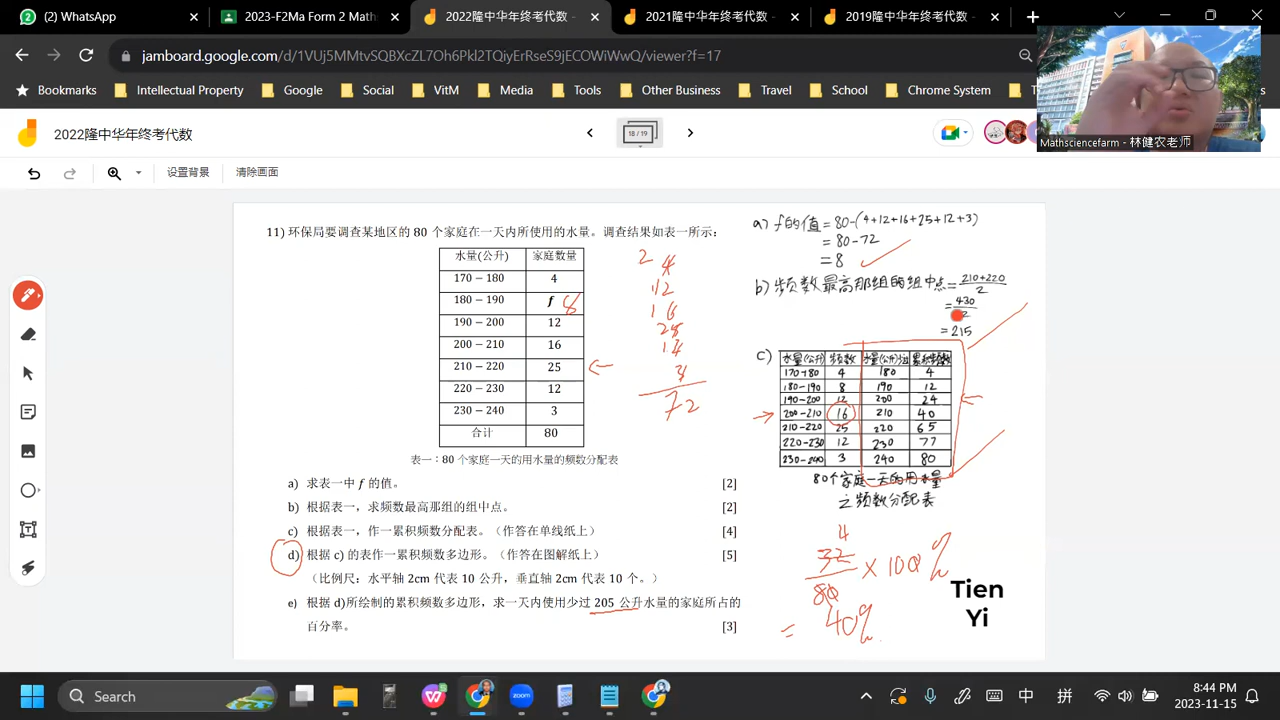 (2) WhatsApp
2023-F2Ma Form 2 Math
2022隆中华年终考代数
2021隆中华年终考代数
2019隆中华年终考代数
jamboard.google.com
Bookmarks
Intellectual Property
Google
Social
VitM
Media
Tools
Other Business
Travel
School
Chrome System
2022隆中华年终考代数
18 / 19
设置背景
清除画面
Mathsciencefarm - 林健农老师
11) 环保局要调查某地区的 80 个家庭在一天内所使用的水量。调查结果如表一所示：
水量(公升) 家庭数量
170 − 180 4
180 − 190 f 8
190 − 200 12
200 − 210 16
210 − 220 25
220 − 230 12
230 − 240 3
合计 80
表一：80 个家庭一天的用水量的频数分配表
a) 求表一中 f 的值。 [2]
b) 根据表一，求频数最高那组的组中点。 [2]
c) 根据表一，作一累积频数分配表。（作答在单线纸上） [4]
d) 根据 c) 的表作一累积频数多边形。（作答在图解纸上） [5]
（比例尺：水平轴 2cm 代表 10 公升，垂直轴 2cm 代表 10 个。）
e) 根据 d)所绘制的累积频数多边形，求一天内使用少过 205 公升水量的家庭所占的
百分率。 [3]
2 4
12
16
25
3
72
a) f的值 = 80-(4+12+16+25+12+3)
= 80-72
= 8
b) 频数最高那组的组中点 = 210+220
2
= 430
= 215
c) 水量(公升) 频数 水量(公升)
170-180 4 180 4
180-190 8 190 12
190-200 12 200 24
200-210 16 210 40
210-220 25 220 65
220-230 12 230 77
230-240 3 240 80
80个家庭一天的用水量
之频数分配表
4
32
80 × 100%
= 40%
Tien
Yi
Search
中
拼
8:44 PM
2023-11-15